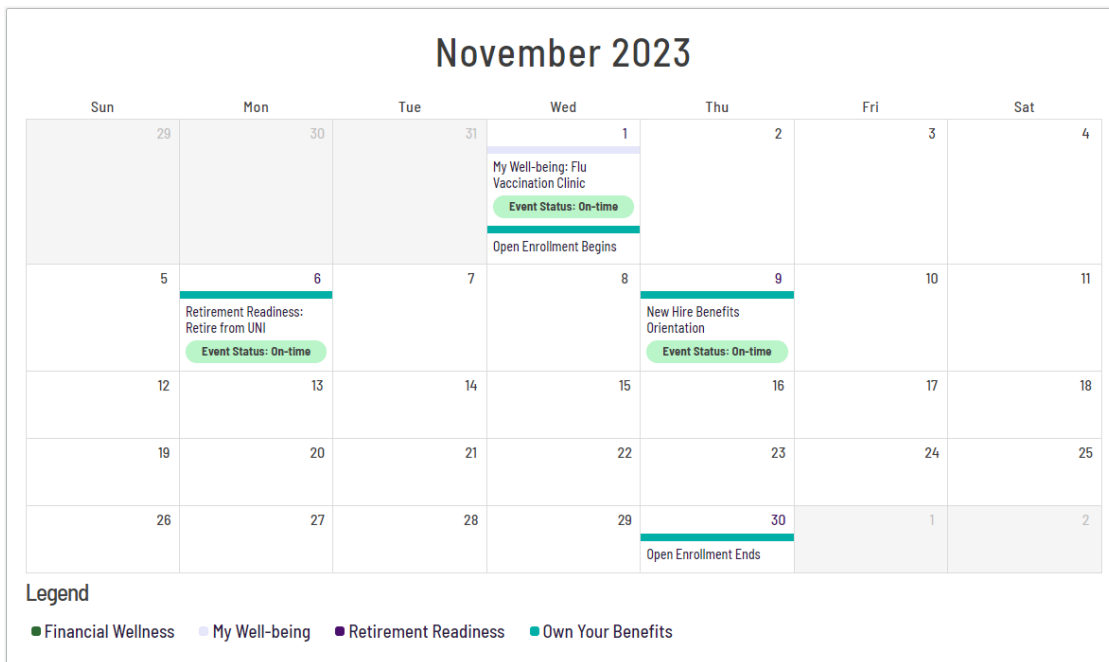 November 2023
Sun Mon Tue Wed Thu Fri Sat
29 30 31 1 2 3 4
My Well-being: Flu
Vaccination Clinic
Event Status: On-time
Open Enrollment Begins
5 6 7 8 9 10 11
Retirement Readiness:
Retire from UNI
Event Status: On-time
New Hire Benefits
Orientation
Event Status: On-time
12 13 14 15 16 17 18
19 20 21 22 23 24 25
26 27 28 29 30 1 2
Open Enrollment Ends
Legend
Financial Wellness My Well-being Retirement Readiness Own Your Benefits